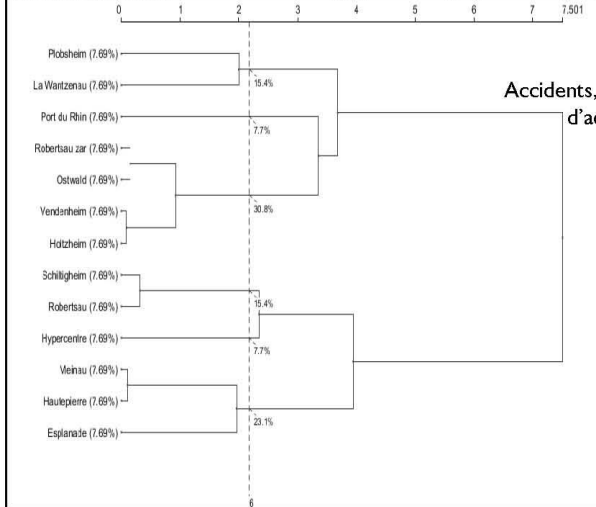 0 1 2 3 4 5 6 7 7.501
Plobsheim (7.69%)
La Wantzenau (7.69%)
15.4%
Accidents,
d'ac
Port du Rhin (7.69%)
7.7%
Robertsau zar (7.69%)
Ostwald (7.69%)
30.8%
Vendenheim (7.69%)
Holtzheim (7.69%)
Schiltigheim (7.69%)
15.4%
Robertsau (7.69%)
Hypercentre (7.69%)
7.7%
Meinau (7.69%)
Hautepierre (7.69%)
23.1%
Esplanade (7.69%)
6